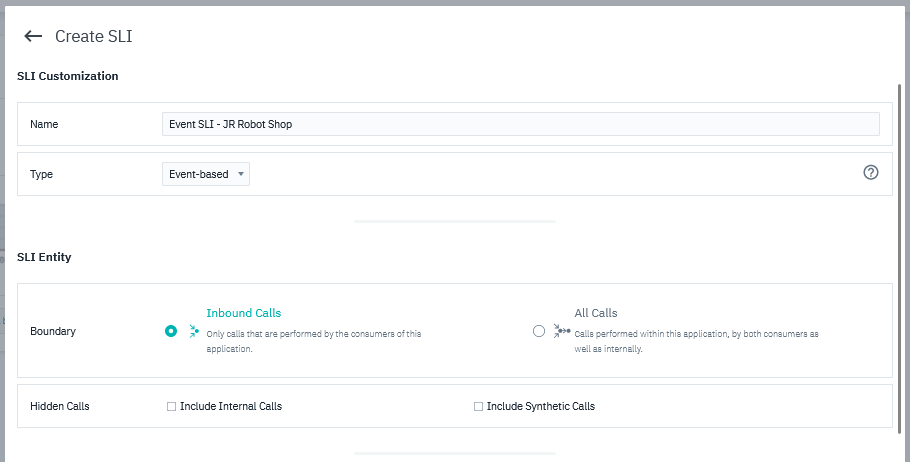 Create SLI
SLI Customization
Name
Event SLI - JR Robot Shop
Type
Event-based
SLI Entity
Boundary
Inbound Calls
Only calls that are performed by the consumers of this
application.
All Calls
Calls performed within this application, by both consumers as
well as internally.
Hidden Calls
Include Internal Calls
Include Synthetic Calls